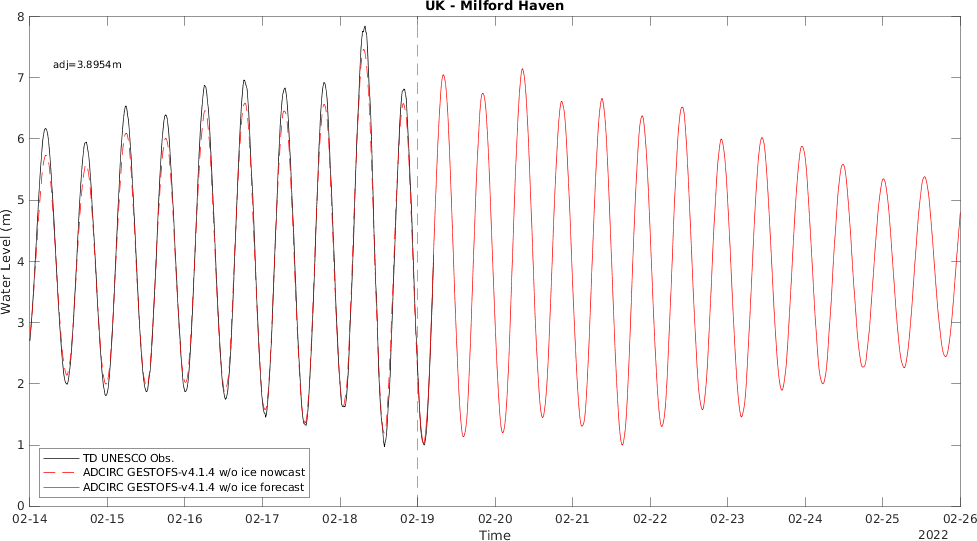 UK - Milford Haven
adj=3.8954m
Water Level (m)
8
7
6
5
4
3
2
1
0
TD UNESCO Obs.
ADCIRC GESTOFS-v4.1.4 w/o ice nowcast
ADCIRC GESTOFS-v4.1.4 w/o ice forecast
02-14 02-15 02-16 02-17 02-18 02-19 02-20 02-21 02-22 02-23 02-24 02-25 02-26
Time
2022